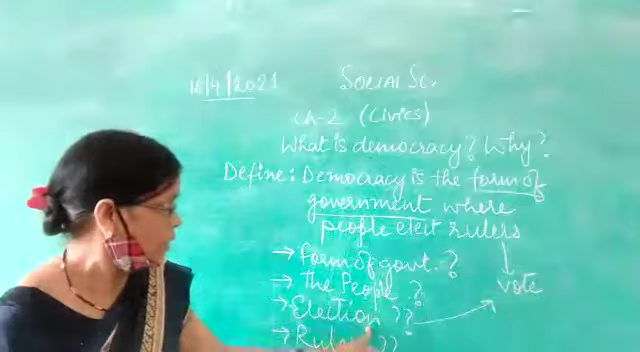 16/4/2021 SOCIAL Sc.
Ch-2 (Civics)
What is democracy? Why?
Define: Democracy is the form of
government where
people elect rulers
→ Form of govt. ?
→ The People ? vote
→ Election ??
→ ??